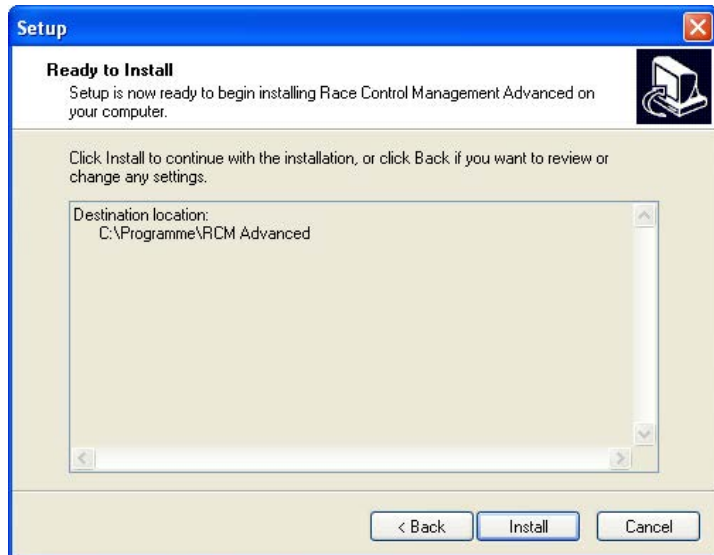 Setup
Ready to Install
Setup is now ready to begin installing Race Control Management Advanced on
your computer.
Click Install to continue with the installation, or click Back if you want to review or
change any settings.
Destination location:
C:\Programme\RCM Advanced
< Back
Install
Cancel